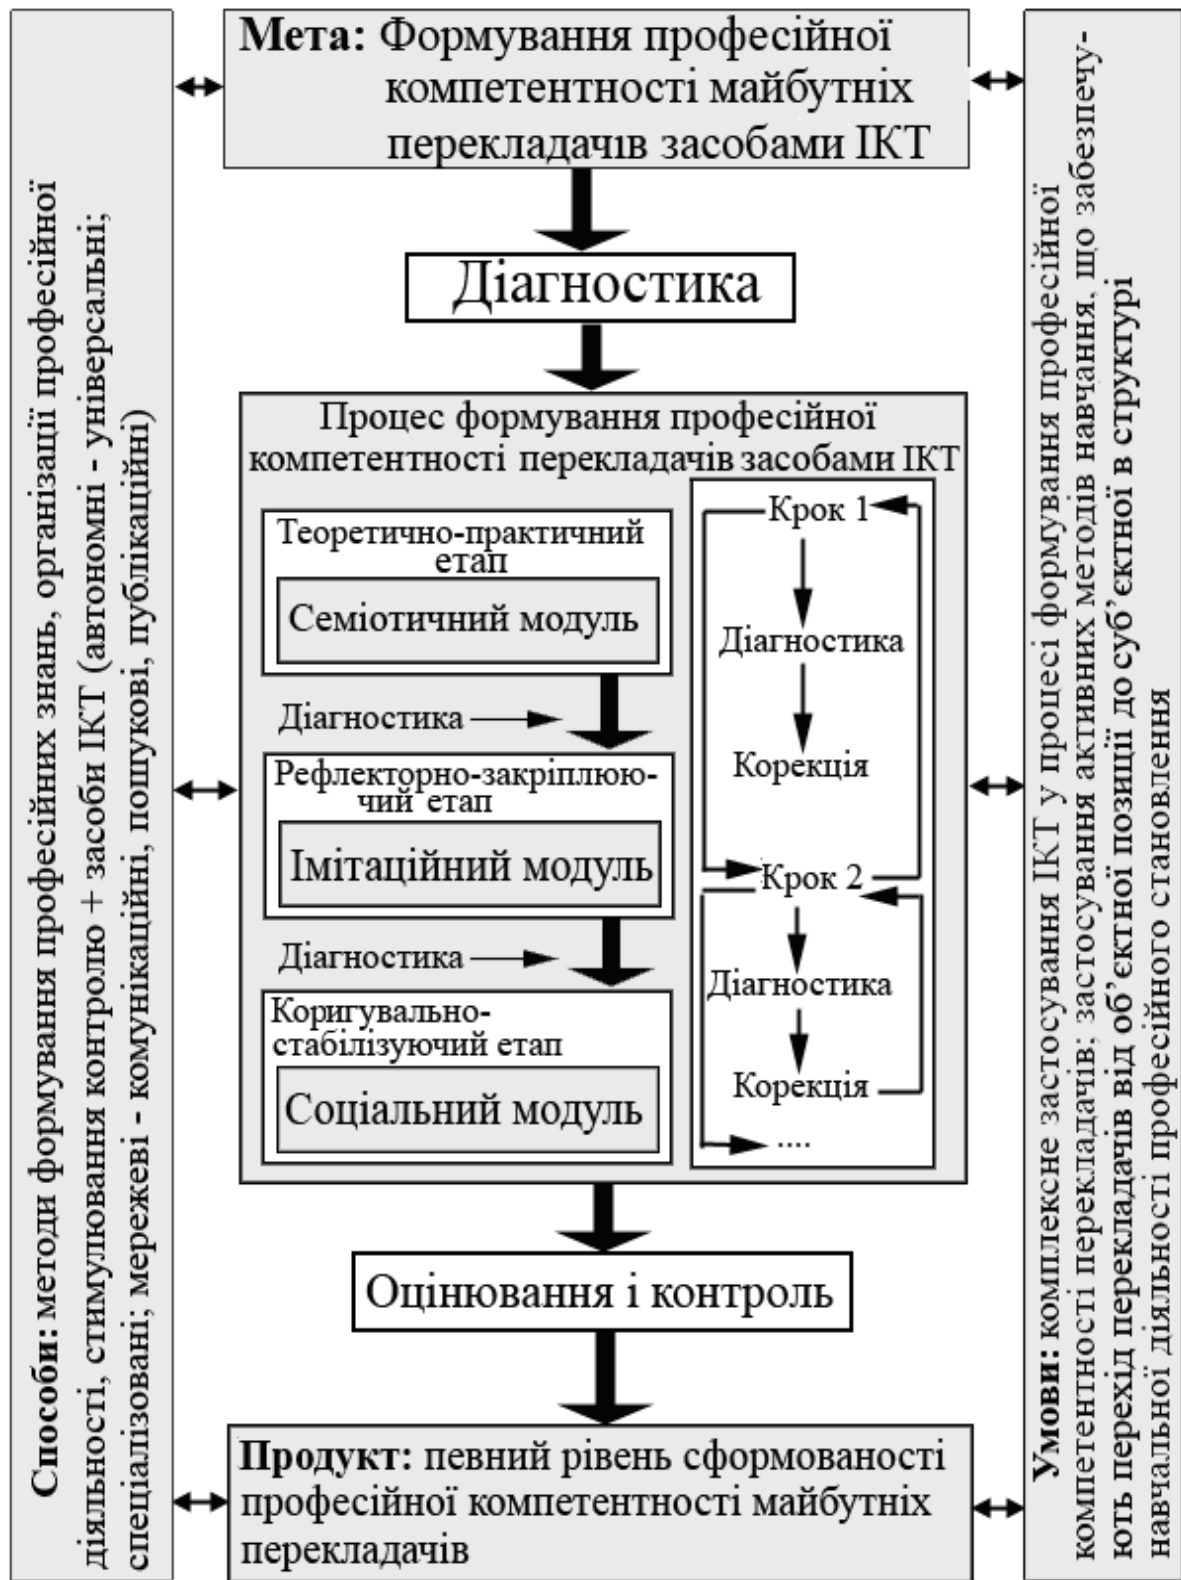 Способи: методи формування професійних знань, організації професійної
діяльності, стимулювання контролю + засоби ІКТ (автономні - універсальні;
спеціалізовані; мережеві - комунікаційні, пошукові, публікаційні)
Мета: Формування професійної
компетентності майбутніх
перекладачів засобами ІКТ
Діагностика
Процес формування професійної
компетентності перекладачів засобами ІКТ
Теоретично-практичний
етап
Семіотичний модуль
Діагностика
Рефлекторно-закріплюю-
чий етап
Імітаційний модуль
Діагностика
Коригувально-
стабілізуючий етап
Соціальний модуль
Крок 1
Діагностика
Корекція
Крок 2
Діагностика
Корекція
....
Оцінювання і контроль
Продукт: певний рівень сформованості
професійної компетентності майбутніх
перекладачів
Умови: комплексне застосування ІКТ у процесі формування професійної
компетентності перекладачів; застосування активних методів навчання, що забезпечу-
ють перехід перекладачів від об’єктної позиції до суб’єктної в структурі
навчальної діяльності професійного становлення